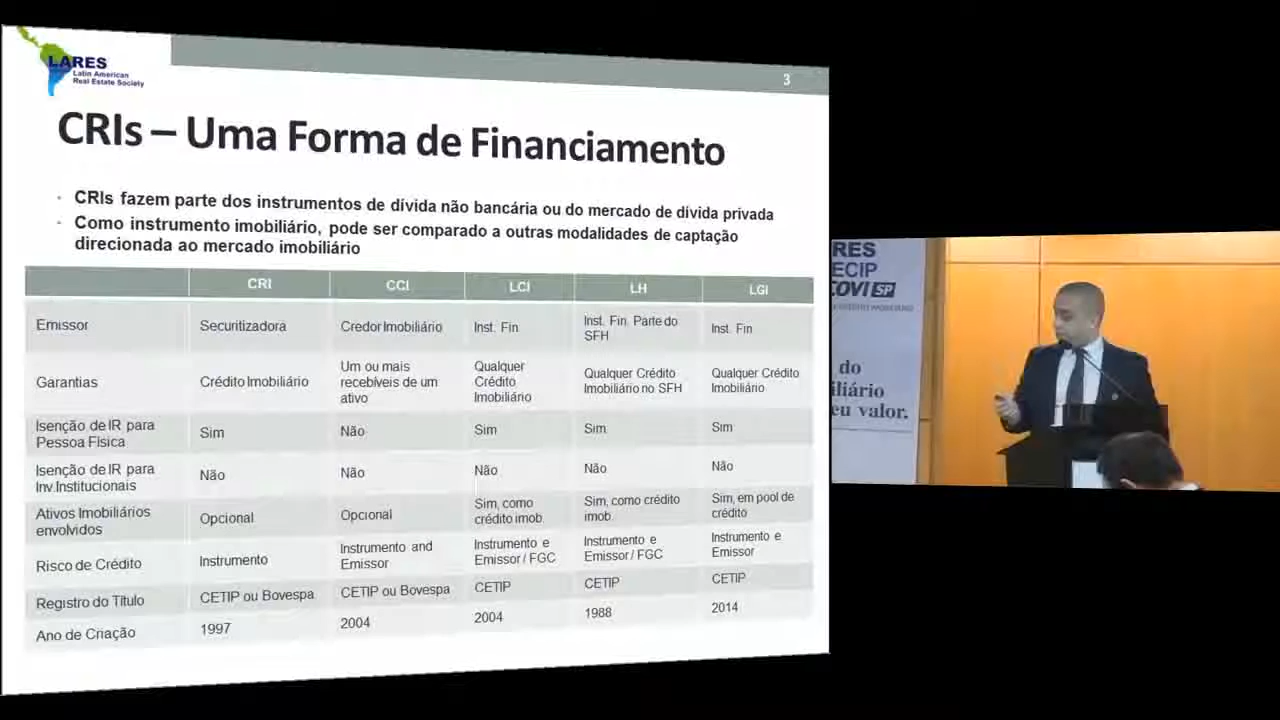 LARES
Latin American
Real Estate Society
3
CRIs – Uma Forma de Financiamento
CRIs fazem parte dos instrumentos de dívida não bancária ou do mercado de dívida privada
Como instrumento imobiliário, pode ser comparado a outras modalidades de captação
direcionada ao mercado imobiliário
CRI CCI LCI LH LGI
Emissor Securitizadora Credor Imobiliário Inst. Fin Inst. Fin. Parte do SFH Inst. Fin
Garantias Crédito Imobiliário Um ou mais recebíveis de um ativo Qualquer Crédito Imobiliário Qualquer Crédito Imobiliário no SFH Qualquer Crédito Imobiliário
Isenção de IR para Pessoa Física Sim Não Sim Sim Sim
Isenção de IR para Inv.Institucionais Não Não Não Não Não
Ativos Imobiliários envolvidos Opcional Opcional Sim, como crédito imob. Sim, como crédito imob. Sim, em pool de crédito
Risco de Crédito Instrumento Instrumento and Emissor Instrumento e Emissor / FGC Instrumento e Emissor / FGC Instrumento e Emissor
Registro do Título CETIP ou Bovespa CETIP ou Bovespa CETIP CETIP CETIP
Ano de Criação 1997 2004 2004 1988 2014
RES
ECIP
COVI SP
do
iliário
eu valor.